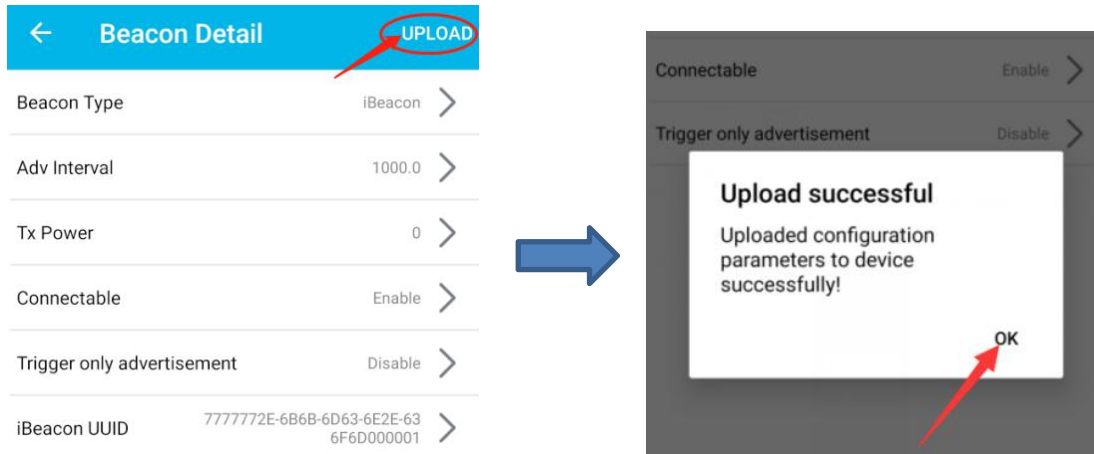 Beacon Detail UPLOAD
Beacon Type iBeacon
Adv Interval 1000.0
Tx Power 0
Connectable Enable
Trigger only advertisement Disable
iBeacon UUID 7777772E-6B6B-6D63-6E2E-63
6F6D000001
Connectable Enable
Trigger only advertisement Disable
Upload successful
Uploaded configuration
parameters to device
successfully!
OK